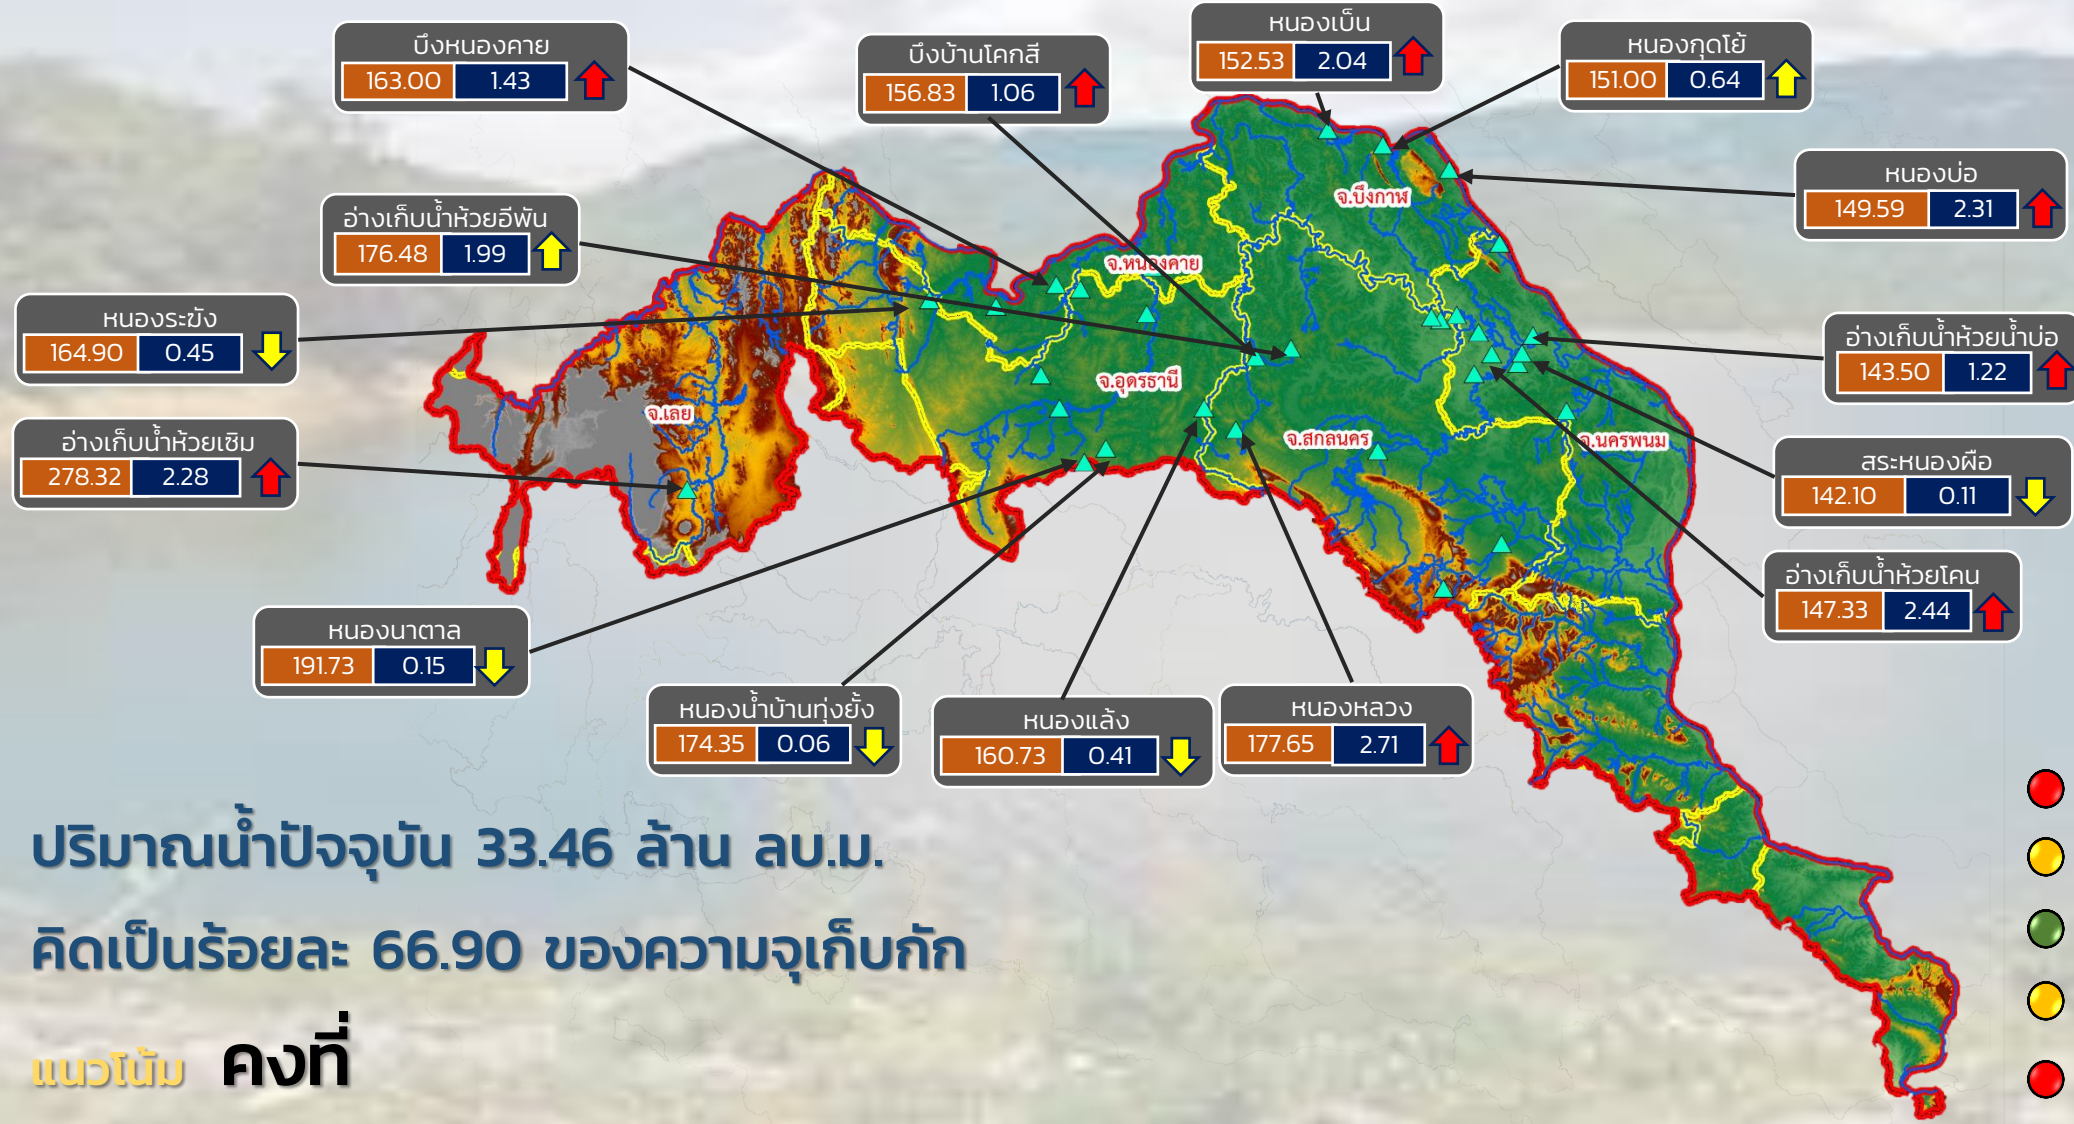 บึงหนองคาย
163.00 1.43
บึงบ้านโคกสี
156.83 1.06
หนองเบ็น
152.53 2.04
หนองกุดโย้
151.00 0.64
หนองบ่อ
149.59 2.31
อ่างเก็บน้ำห้วยอีพัน
176.48 1.99
หนองระฆัง
164.90 0.45
อ่างเก็บน้ำห้วยเซิม
278.32 2.28
อ่างเก็บน้ำห้วยน้ำบ่อ
143.50 1.22
สระหนองผือ
142.10 0.11
อ่างเก็บน้ำห้วยโคน
147.33 2.44
หนองนาตาล
191.73 0.15
หนองน้ำบ้านทุ่งยั้ง
174.35 0.06
หนองแล้ง
160.73 0.41
หนองหลวง
177.65 2.71
จ.บึงกาฬ
จ.หนองคาย
จ.อุดรธานี
จ.เลย
จ.สกลนคร
จ.นครพนม
ปริมาณน้ำปัจจุบัน 33.46 ล้าน ลบ.ม.
คิดเป็นร้อยละ 66.90 ของความจุเก็บกัก
แนวโน้ม คงที่